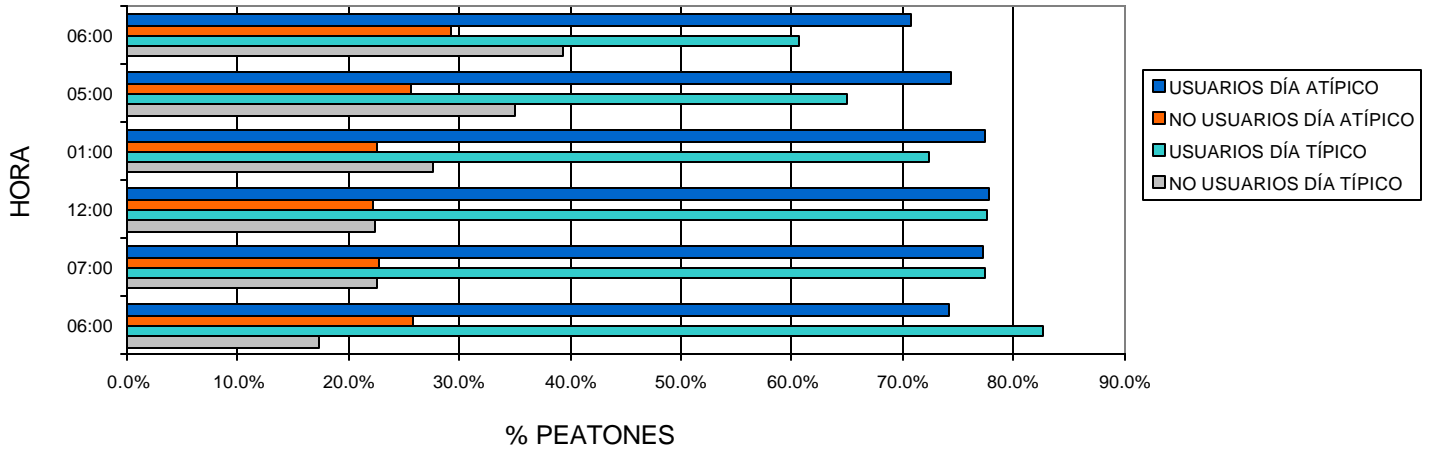 06:00
05:00
01:00
12:00
07:00
06:00
HORA
0.0% 10.0% 20.0% 30.0% 40.0% 50.0% 60.0% 70.0% 80.0% 90.0%
% PEATONES
USUARIOS DÍA ATÍPICO
NO USUARIOS DÍA ATÍPICO
USUARIOS DÍA TÍPICO
NO USUARIOS DÍA TÍPICO